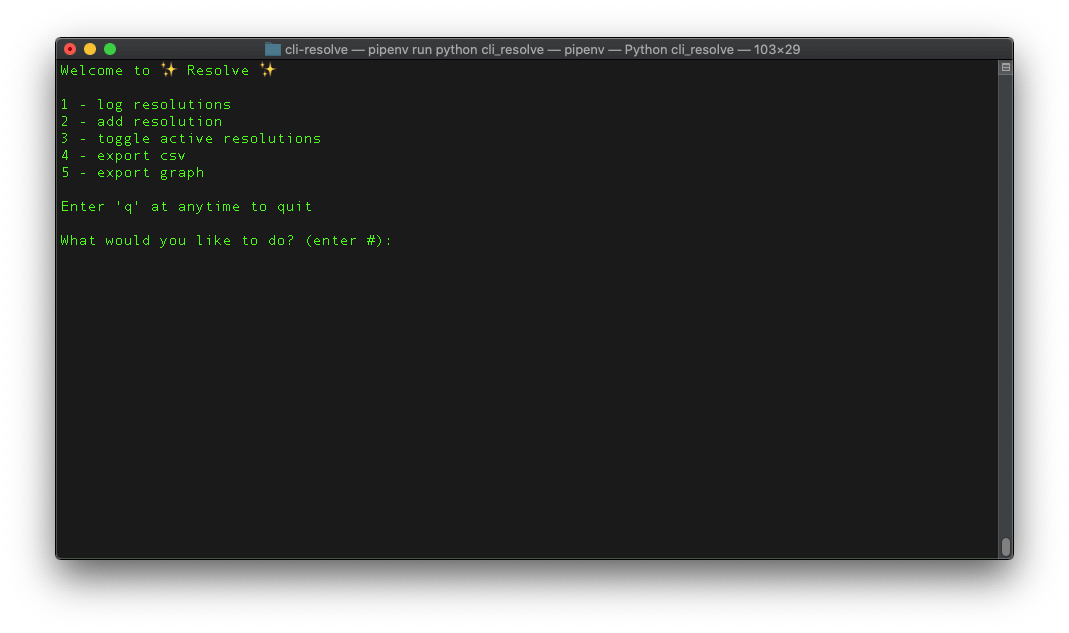 cli-resolve — pipenv run python cli_resolve — pipenv — Python cli_resolve — 103×29
Welcome to ✨ Resolve ✨
1 - log resolutions
2 - add resolution
3 - toggle active resolutions
4 - export csv
5 - export graph
Enter 'q' at anytime to quit
What would you like to do? (enter #):